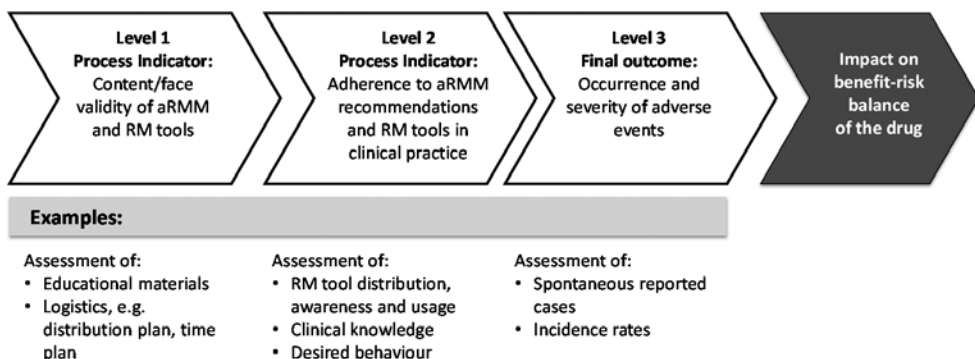 Level 1
Process Indicator:
Content/face
validity of aRMM
and RM tools
Level 2
Process Indicator:
Adherence to aRMM
recommendations
and RM tools in
clinical practice
Level 3
Final outcome:
Occurrence and
severity of adverse
events
Impact on
benefit-risk
balance
of the drug
Examples:
Assessment of:
• Educational materials
• Logistics, e.g.
distribution plan, time
plan
Assessment of:
• RM tool distribution,
awareness and usage
• Clinical knowledge
• Desired behaviour
Assessment of:
• Spontaneous reported
cases
• Incidence rates